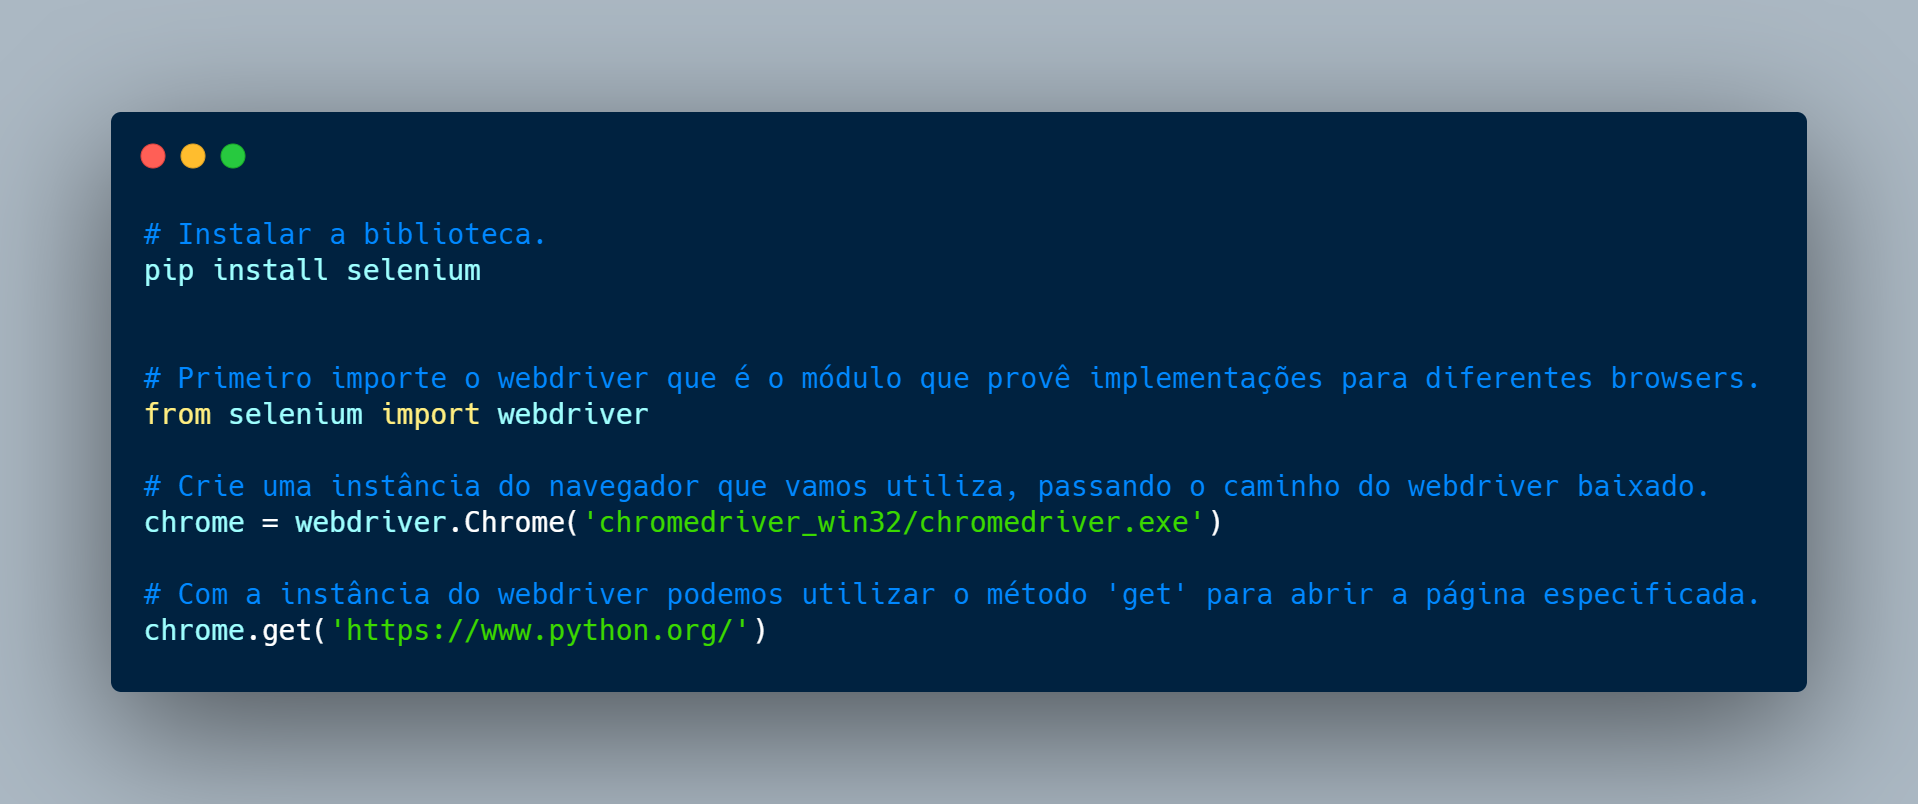 # Instalar a biblioteca.
pip install selenium
# Primeiro importe o webdriver que é o módulo que provê implementações para diferentes browsers.
from selenium import webdriver
# Crie uma instância do navegador que vamos utiliza, passando o caminho do webdriver baixado.
chrome = webdriver.Chrome('chromedriver_win32/chromedriver.exe')
# Com a instância do webdriver podemos utilizar o método 'get' para abrir a página especificada.
chrome.get('https://www.python.org/')